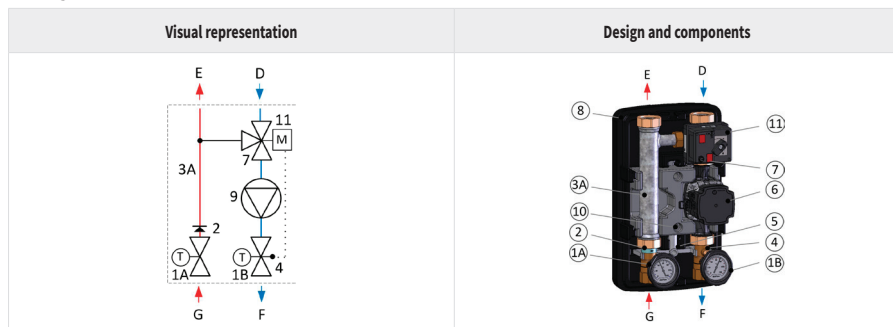 Visual representation
Design and components
E D
11
M
7
3A
9
2
T T
1A 1B 4
G F
E D
8
11
7
3A
6
10
5
2
4
1A
1B
G F